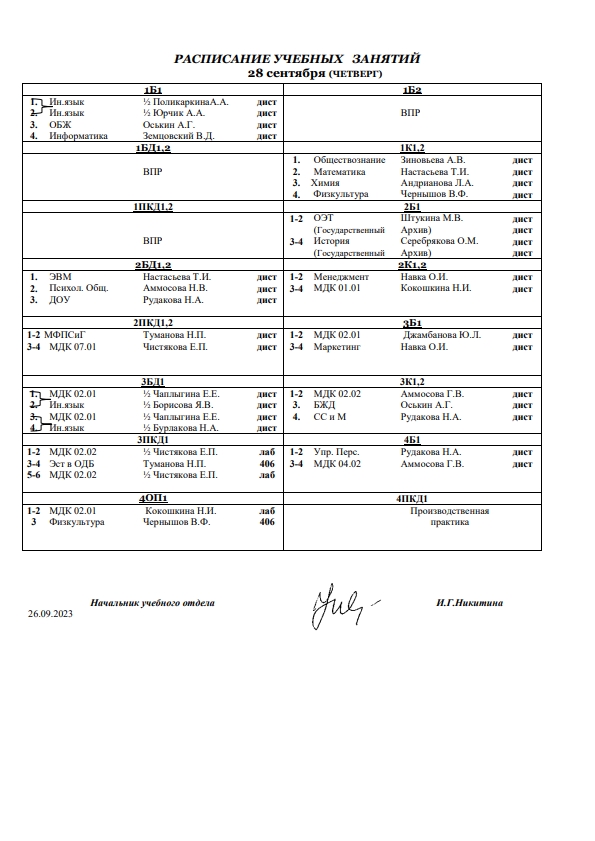 РАСПИСАНИЕ УЧЕБНЫХ ЗАНЯТИЙ
28 сентября (ЧЕТВЕРГ)
1Б1
1. Ин.язык ½ ПоликаркинаА.А. дист
2. Ин.язык ½ Юрчик А.А. дист
3. ОБЖ Оськин А.Г. дист
4. Информатика Земцовский В.Д. дист
1Б2
ВПР
1БД1,2
ВПР
1К1,2
1. Обществознание Зиновьева А.В. дист
2. Математика Настасьева Т.И. дист
3. Химия Андрианова Л.А. дист
4. Физкультура Чернышов В.Ф. дист
1ПКД1,2
ВПР
2Б1
1-2 ОЭТ Штукина М.В. дист
(Государственный Архив) дист
3-4 История Серебрякова О.М. дист
(Государственный Архив) дист
2БД1,2
1. ЭВМ Настасьева Т.И. дист
2. Психол. Общ. Аммосова Н.В. дист
3. ДОУ Рудакова Н.А. дист
2К1,2
1-2 Менеджмент Навка О.И. дист
3-4 МДК 01.01 Кокошкина Н.И. дист
2ПКД1,2
1-2 МФПСиГ Туманова Н.П. дист
3-4 МДК 07.01 Чистякова Е.П. дист
3Б1
1-2 МДК 02.01 Джамбанова Ю.Л. дист
3-4 Маркетинг Навка О.И. дист
3БД1
1. МДК 02.01 ½ Чаплыгина Е.Е. дист
2. Ин.язык ½ Борисова Я.В. дист
3. МДК 02.01 ½ Чаплыгина Е.Е. дист
4. Ин.язык ½ Бурлакова Н.А. дист
3К1,2
1-2 МДК 02.02 Аммосова Г.В. дист
3. БЖД Оськин А.Г. дист
4. СС и М Рудакова Н.А. дист
3ПКД1
1-2 МДК 02.02 ½ Чистякова Е.П. лаб
3-4 Эст в ОДБ Туманова Н.П. 406
5-6 МДК 02.02 ½ Чистякова Е.П. лаб
4Б1
1-2 Упр. Перс. Рудакова Н.А. дист
3-4 МДК 04.02 Аммосова Г.В. дист
4ОП1
1-2 МДК 02.01 Кокошкина Н.И. лаб
3 Физкультура Чернышов В.Ф. 406
4ПКД1
Производственная
практика
Начальник учебного отдела И.Г.Никитина
26.09.2023